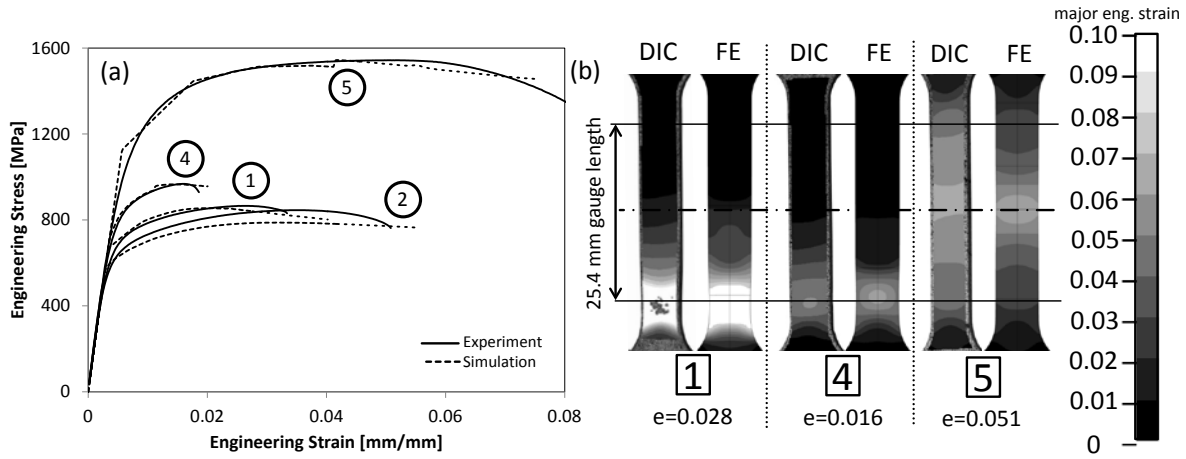 (a)
Engineering Stress [MPa]
1600
1200
800
400
0
5
4
1
2
Experiment
Simulation
0
0.02
0.04
0.06
0.08
Engineering Strain [mm/mm]
(b)
DIC FE DIC FE DIC FE
25.4 mm gauge length
1 4 5
e=0.028 e=0.016 e=0.051
major eng. strain
0.10
0.09
0.08
0.07
0.06
0.05
0.04
0.03
0.02
0.01
0